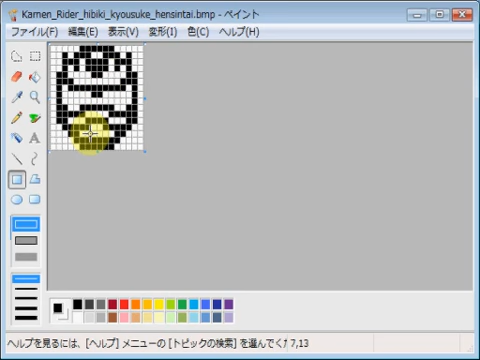 Kamen_Rider_hibiki_kyousuke_hensintai.bmp - ペイント
ファイル(F) 編集(E) 表示(V) 変形(I) 色(C) ヘルプ(H)
A
ヘルプを見るには、[ヘルプ] メニューの [トピックの検索] を選んでくだ 7,13